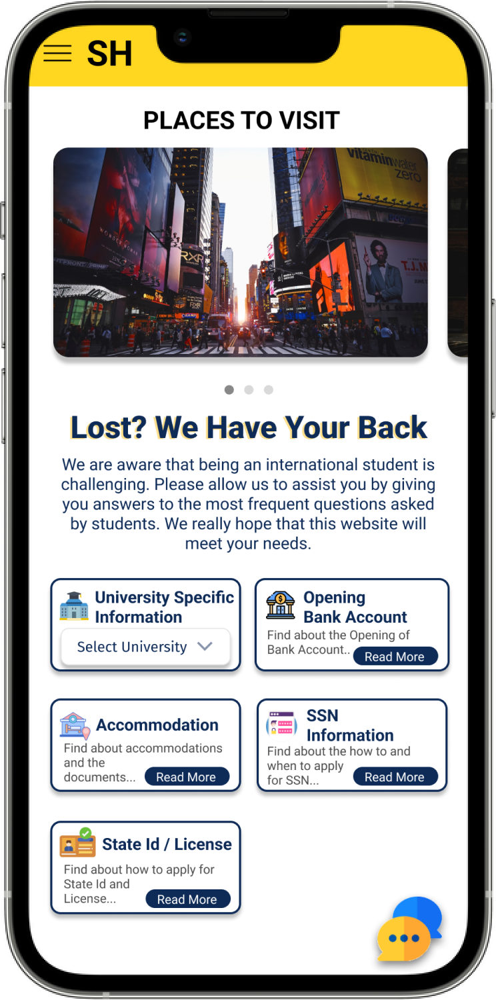 SH
PLACES TO VISIT
vitaminwater
zero
WONDER WOMAN
T.J.M
RXR
RXR
Lost? We Have Your Back
We are aware that being an international student is
challenging. Please allow us to assist you by giving
you answers to the most frequent questions asked
by students. We really hope that this website will
meet your needs.
University Specific
Information
Select University
Opening
Bank Account
Find about the Opening of
Bank Account..
Read More
Accommodation
Find about accommodations
and the
documents...
Read More
SSN
Information
Find about the how to and
when to apply
for SSN...
Read More
State Id / License
Find about how to apply for
State Id and
License...
Read More